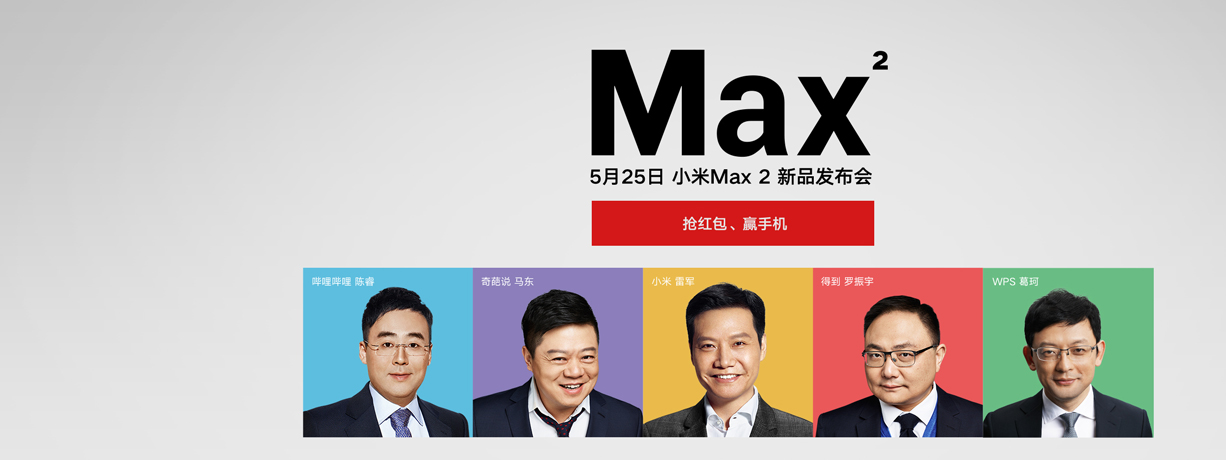 Max²
5月25日 小米Max 2 新品发布会
抢红包、赢手机
哔哩哔哩 陈睿
奇葩说 马东
小米 雷军
得到 罗振宇
WPS 葛珂